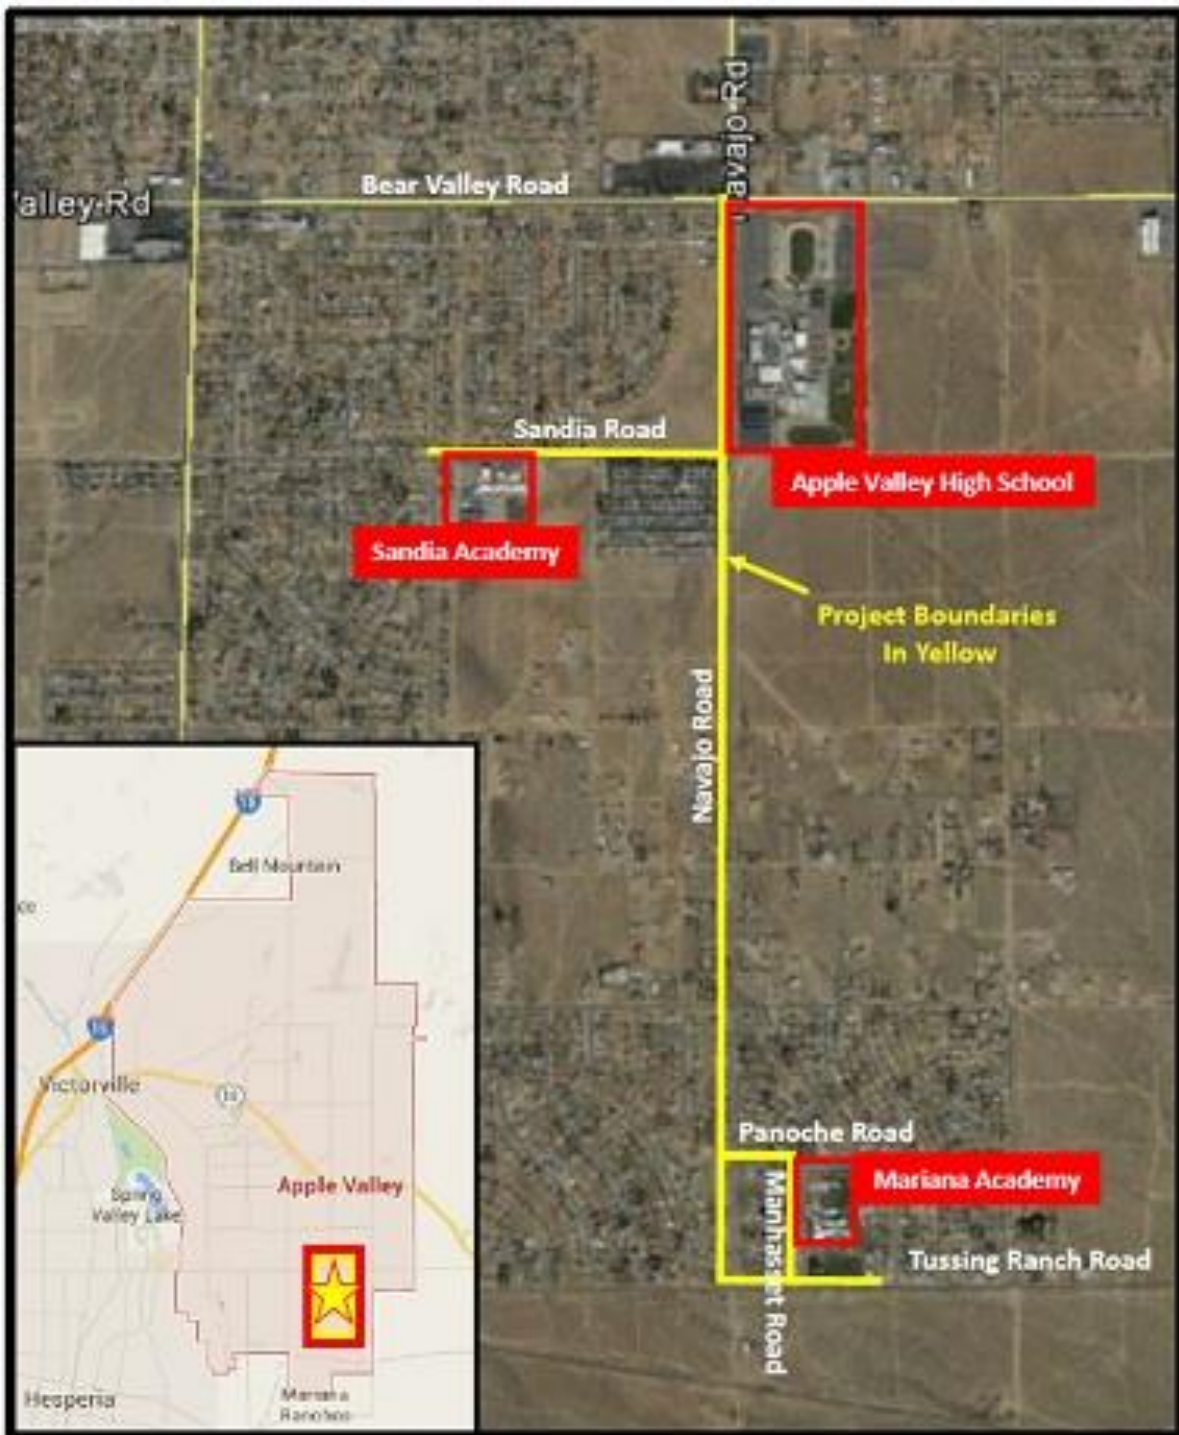 Navajo Rd
Bear Valley Road
Valley Rd
Sandia Road
Apple Valley High School
Sandia Academy
Project Boundaries
In Yellow
Navajo Road
Bell Mountain
Victorville
Apple Valley
Spring
Valley Lake
Hesperia
Mariana
Ranchos
Panoche Road
Mariana Academy
Manhasset Road
Tussing Ranch Road